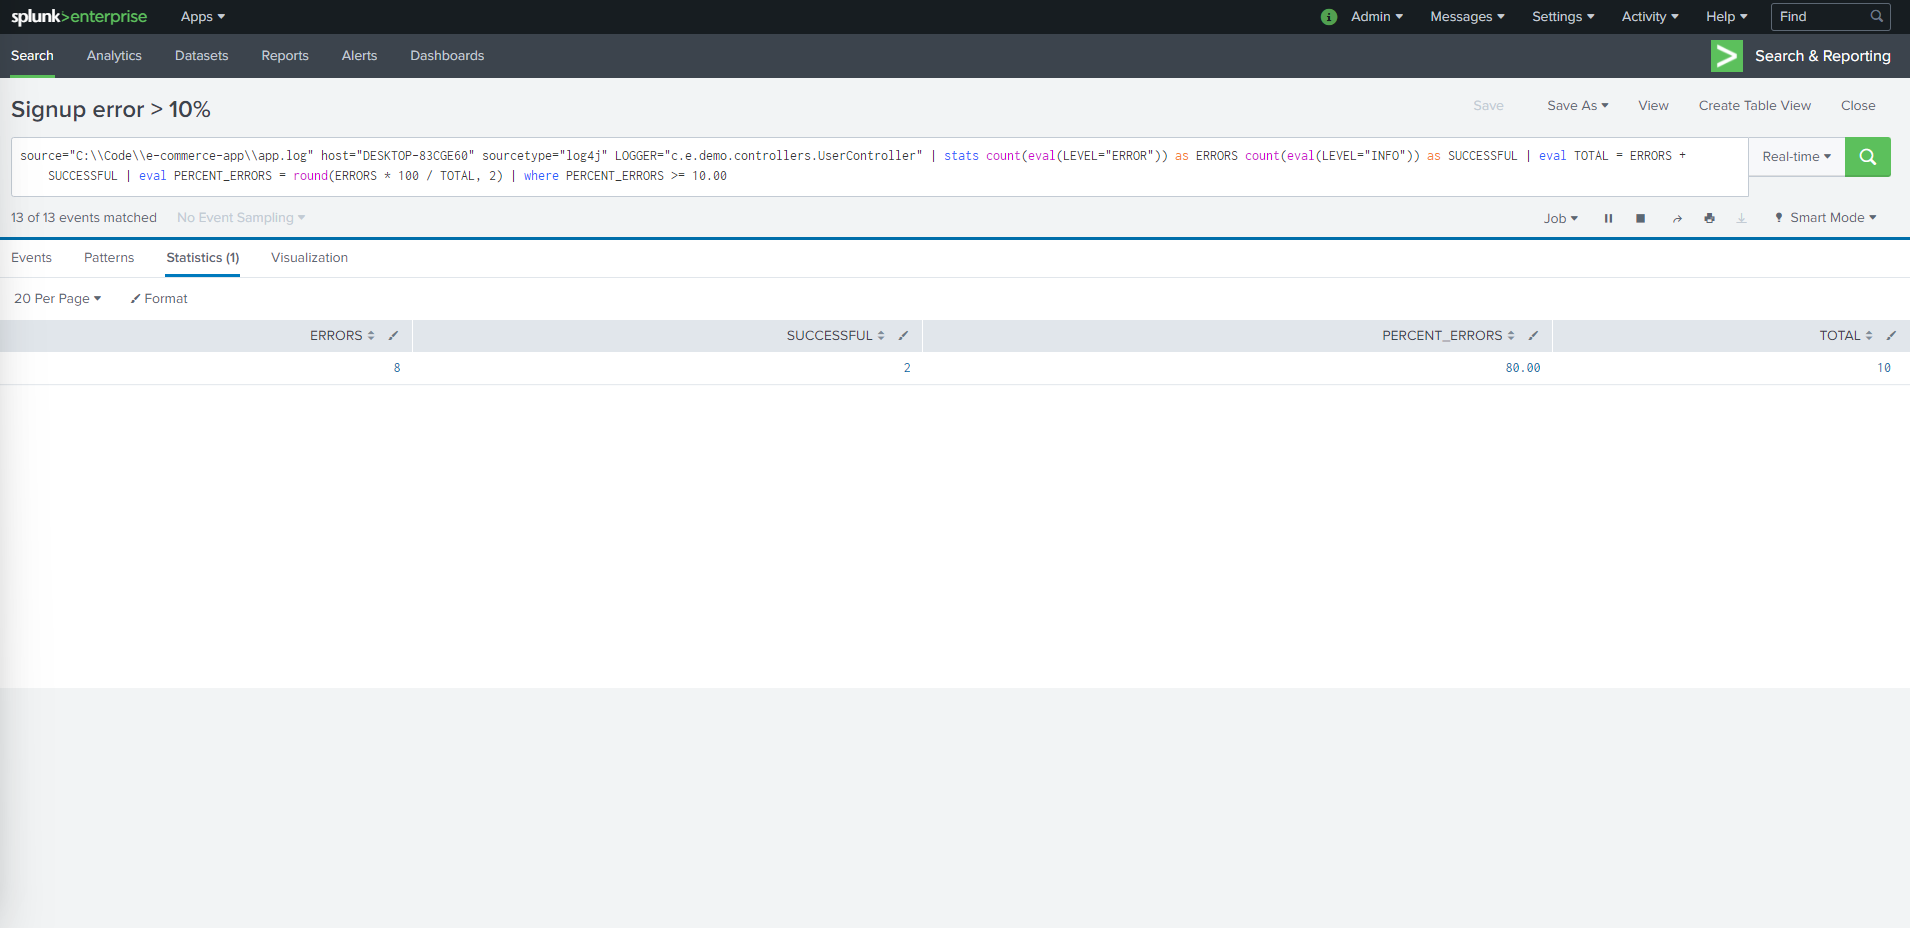 splunk>enterprise Apps Admin Messages Settings Activity Help Find
Search Analytics Datasets Reports Alerts Dashboards Search & Reporting
Signup error > 10% Save Save As View Create Table View Close
source="C:\\Code\\e-commerce-app\\app.log" host="DESKTOP-83CGE60" sourcetype="log4j" LOGGER="c.e.demo.controllers.UserController" | stats count(eval(LEVEL="ERROR")) as ERRORS count(eval(LEVEL="INFO")) as SUCCESSFUL | eval TOTAL = ERRORS + Real-time
SUCCESSFUL | eval PERCENT_ERRORS = round(ERRORS * 100 / TOTAL, 2) | where PERCENT_ERRORS >= 10.00
13 of 13 events matched No Event Sampling Job Smart Mode
Events Patterns Statistics (1) Visualization
20 Per Page Format
ERRORS SUCCESSFUL PERCENT_ERRORS TOTAL
8 2 80.00 10